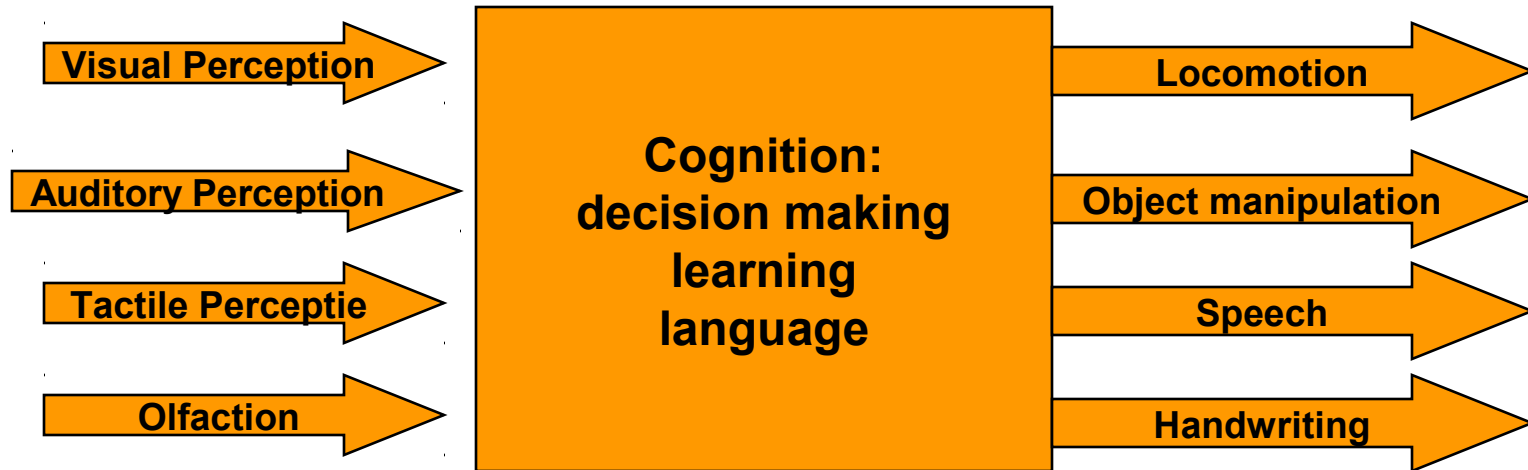 Visual Perception
Auditory Perception
Tactile Perceptie
Olfaction
Cognition:
decision making
learning
language
Locomotion
Object manipulation
Speech
Handwriting